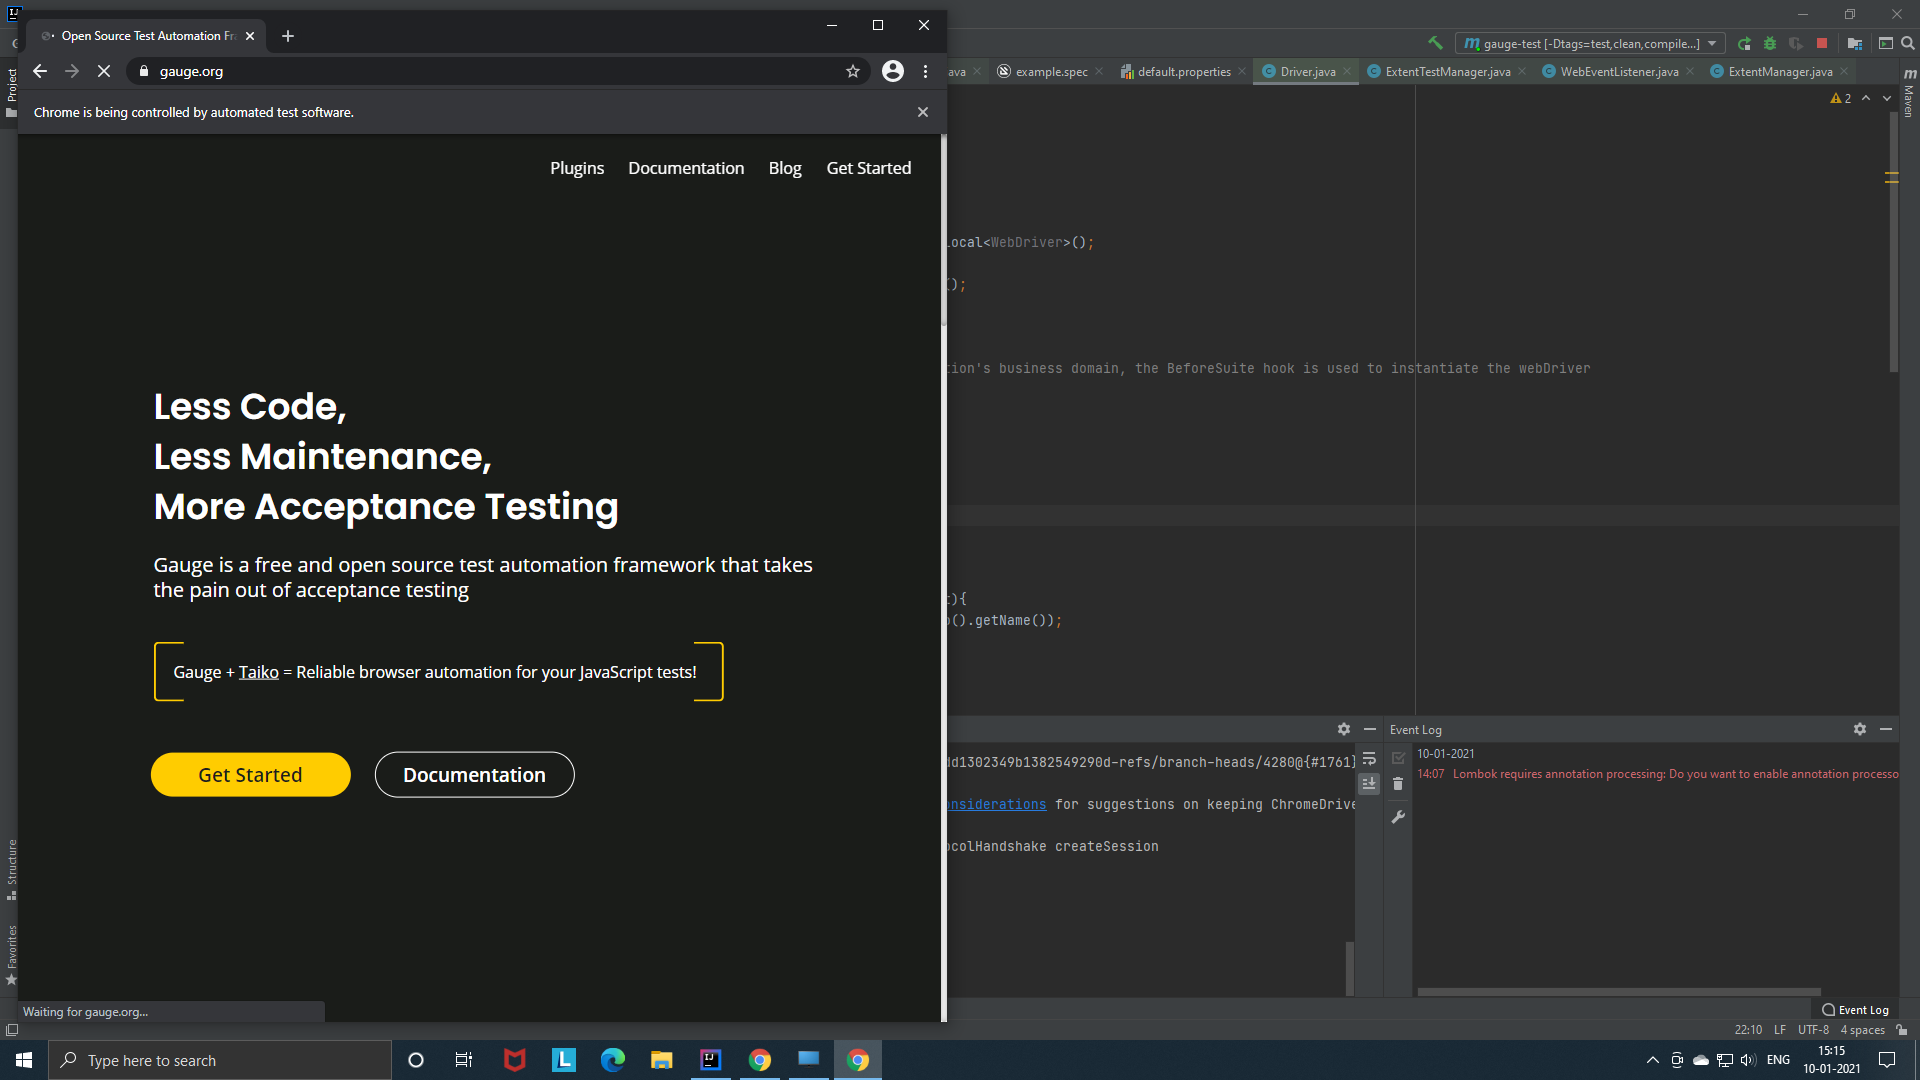 Open Source Test Automation Fr
gauge.org
Chrome is being controlled by automated test software.
Plugins Documentation Blog Get Started
Less Code,
Less Maintenance,
More Acceptance Testing
Gauge is a free and open source test automation framework that takes
the pain out of acceptance testing
Gauge + Taiko = Reliable browser automation for your JavaScript tests!
Get Started Documentation
Waiting for gauge.org...
Project
Structure
Favorites
gauge-test [-Dtags=test,clean,compile...]
ava example.spec default.properties Driver.java ExtentTestManager.java WebEventListener.java ExtentManager.java
Maven
2
ocal<WebDriver>();
();
tion's business domain, the BeforeSuite hook is used to instantiate the webDriver
t){
().getName());
Event Log
dd1302349b1382549290d-refs/branch-heads/4280@{#1761}
onsiderations for suggestions on keeping ChromeDrive
ocolHandshake createSession
10-01-2021
14:07 Lombok requires annotation processing: Do you want to enable annotation processo
Event Log
22:10 LF UTF-8 4 spaces
Type here to search
ENG
15:15
10-01-2021